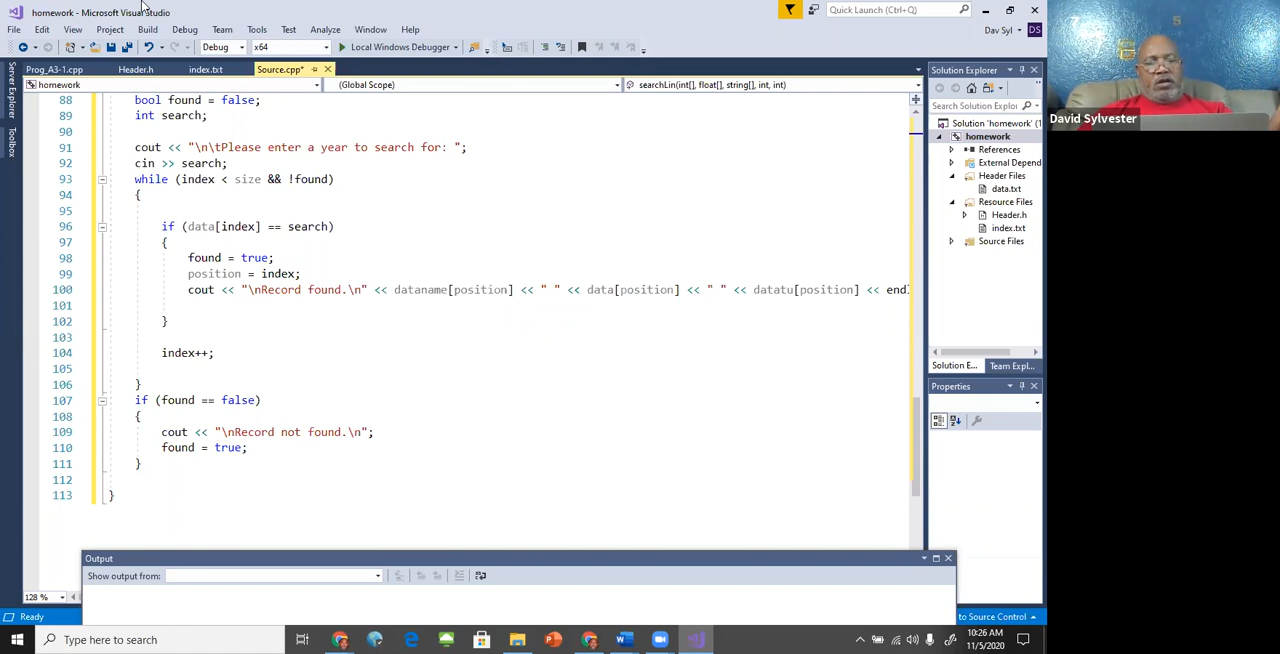 homework - Microsoft Visual Studio
Quick Launch (Ctrl+Q)
File Edit View Project Build Debug Team Tools Test Analyze Window Help
Dav Syl DS
Debug x64 Local Windows Debugger
Prog_A3-1.cpp Header.h index.txt Source.cpp*
homework (Global Scope) searchLin(int[], float[], string[], int, int)
Server Explorer
Toolbox
88 bool found = false;
89 int search;
90
91 cout << "\n\tPlease enter a year to search for: ";
92 cin >> search;
93 while (index < size && !found)
94 {
95
96 if (data[index] == search)
97 {
98 found = true;
99 position = index;
100 cout << "\nRecord found.\n" << dataname[position] << " " << data[position] << " " << datatu[position] << endl
101
102 }
103
104 index++;
105
106 }
107 if (found == false)
108 {
109 cout << "\nRecord not found.\n";
110 found = true;
111 }
112
113 }
128 %
Solution Explorer
Search Solution Explor
Solution 'homework' (1
homework
References
External Depend
Header Files
data.txt
Resource Files
Header.h
index.txt
Source Files
Solution E... Team Expl...
Properties
Output
Show output from:
Ready
to Source Control
Type here to search
10:26 AM
11/5/2020
David Sylvester